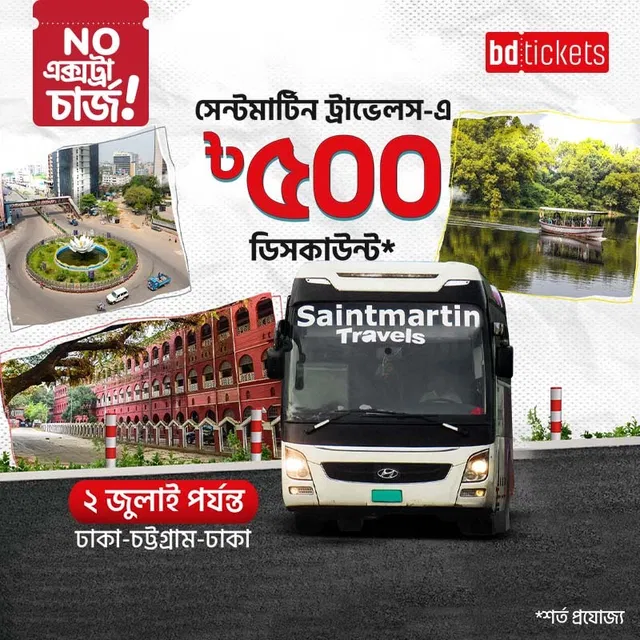 NO
এক্সট্রা
চার্জ!
bdtickets
সেন্টমার্টিন ট্রাভেলস-এ
৳৫০০
ডিসকাউন্ট*
Saintmartin
Travels
২ জুলাই পর্যন্ত
ঢাকা-চট্টগ্রাম-ঢাকা
*শর্ত প্রযোজ্য